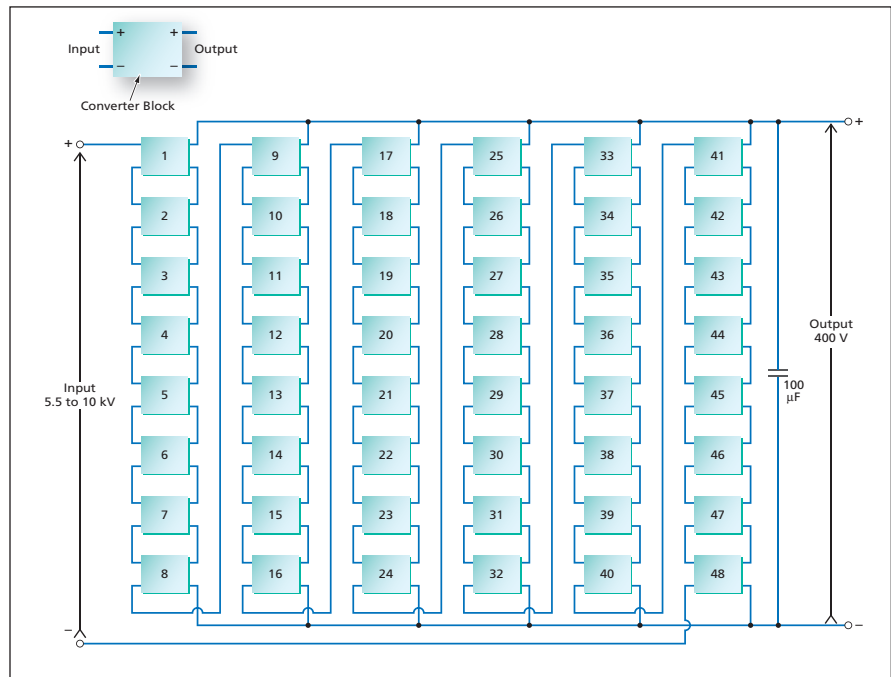 + +
Input Output
− −
Converter Block
+ +
1 9 17 25 33 41
2 10 18 26 34 42
3 11 19 27 35 43
4 12 20 28 36 44
Output
400 V
Input
5.5 to 10 kV
5 13 21 29 37 45
100
μF
6 14 22 30 38 46
7 15 23 31 39 47
8 16 24 32 40 48
− −